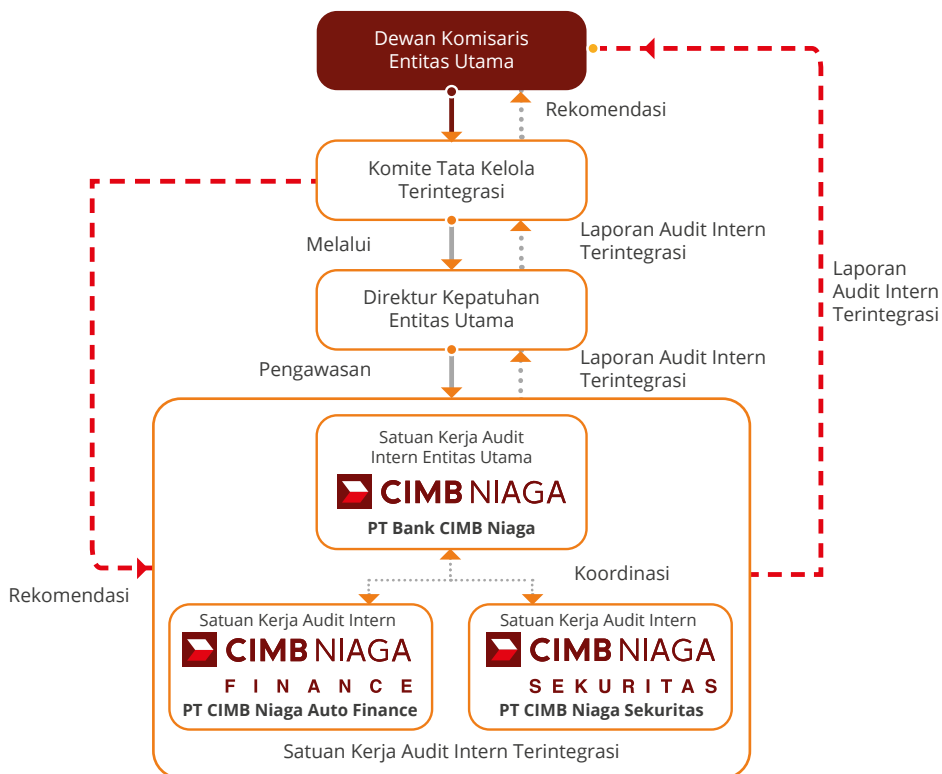 Dewan Komisaris
Entitas Utama
Rekomendasi
Komite Tata Kelola
Terintegrasi
Melalui
Laporan Audit Intern
Terintegrasi
Laporan
Audit Intern
Terintegrasi
Direktur Kepatuhan
Entitas Utama
Pengawasan
Laporan Audit Intern
Terintegrasi
Satuan Kerja Audit
Intern Entitas Utama
CIMB NIAGA
PT Bank CIMB Niaga
Koordinasi
Rekomendasi
Satuan Kerja Audit Intern
CIMB NIAGA
FINANCE
PT CIMB Niaga Auto Finance
Satuan Kerja Audit Intern
CIMB NIAGA
SEKURITAS
PT CIMB Niaga Sekuritas
Satuan Kerja Audit Intern Terintegrasi